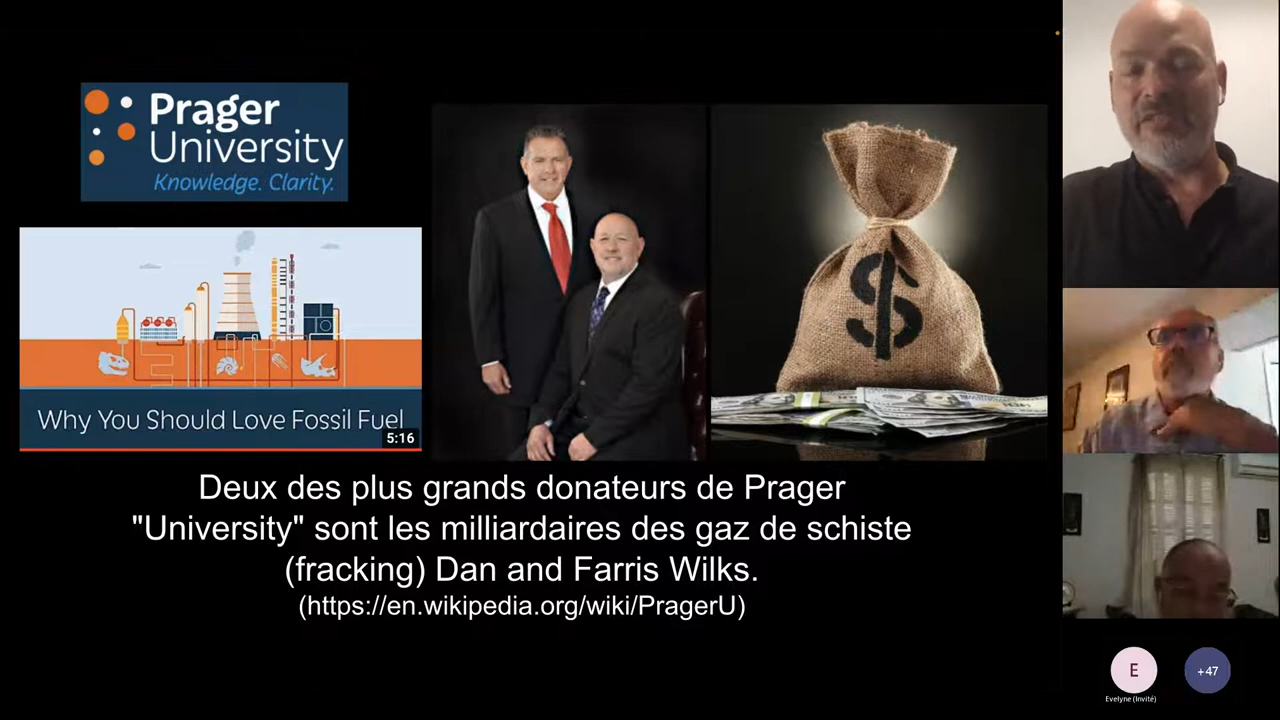 Prager
University
Knowledge. Clarity.
Why You Should Love Fossil Fuel
5:16
$
Deux des plus grands donateurs de Prager
"University" sont les milliardaires des gaz de schiste
(fracking) Dan and Farris Wilks.
(https://en.wikipedia.org/wiki/PragerU)
E
+47
Evelyne (Invité)